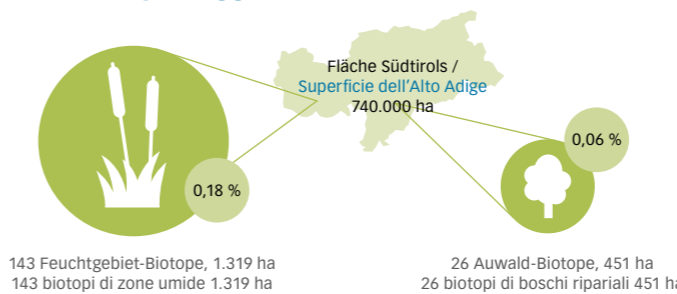 Fläche Südtirols /
Superficie dell'Alto Adige
740.000 ha
0,18 %
0,06 %
143 Feuchtgebiet-Biotope, 1.319 ha
143 biotopi di zone umide 1.319 ha
26 Auwald-Biotope, 451 ha
26 biotopi di boschi ripariali 451 ha